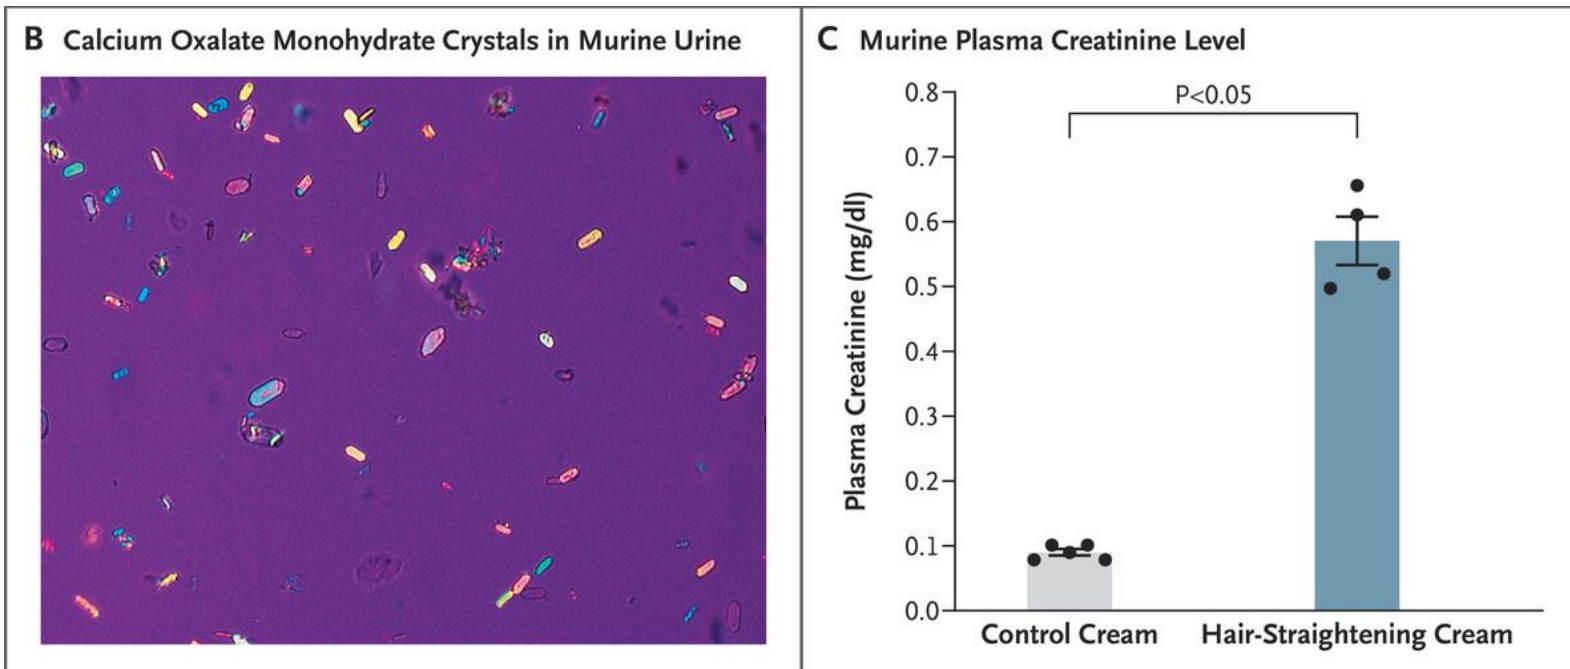 B Calcium Oxalate Monohydrate Crystals in Murine Urine
C Murine Plasma Creatinine Level
Plasma Creatinine (mg/dl)
0.8
0.7
0.6
0.5
0.4
0.3
0.2
0.1
0.0
P<0.05
Control Cream
Hair-Straightening Cream